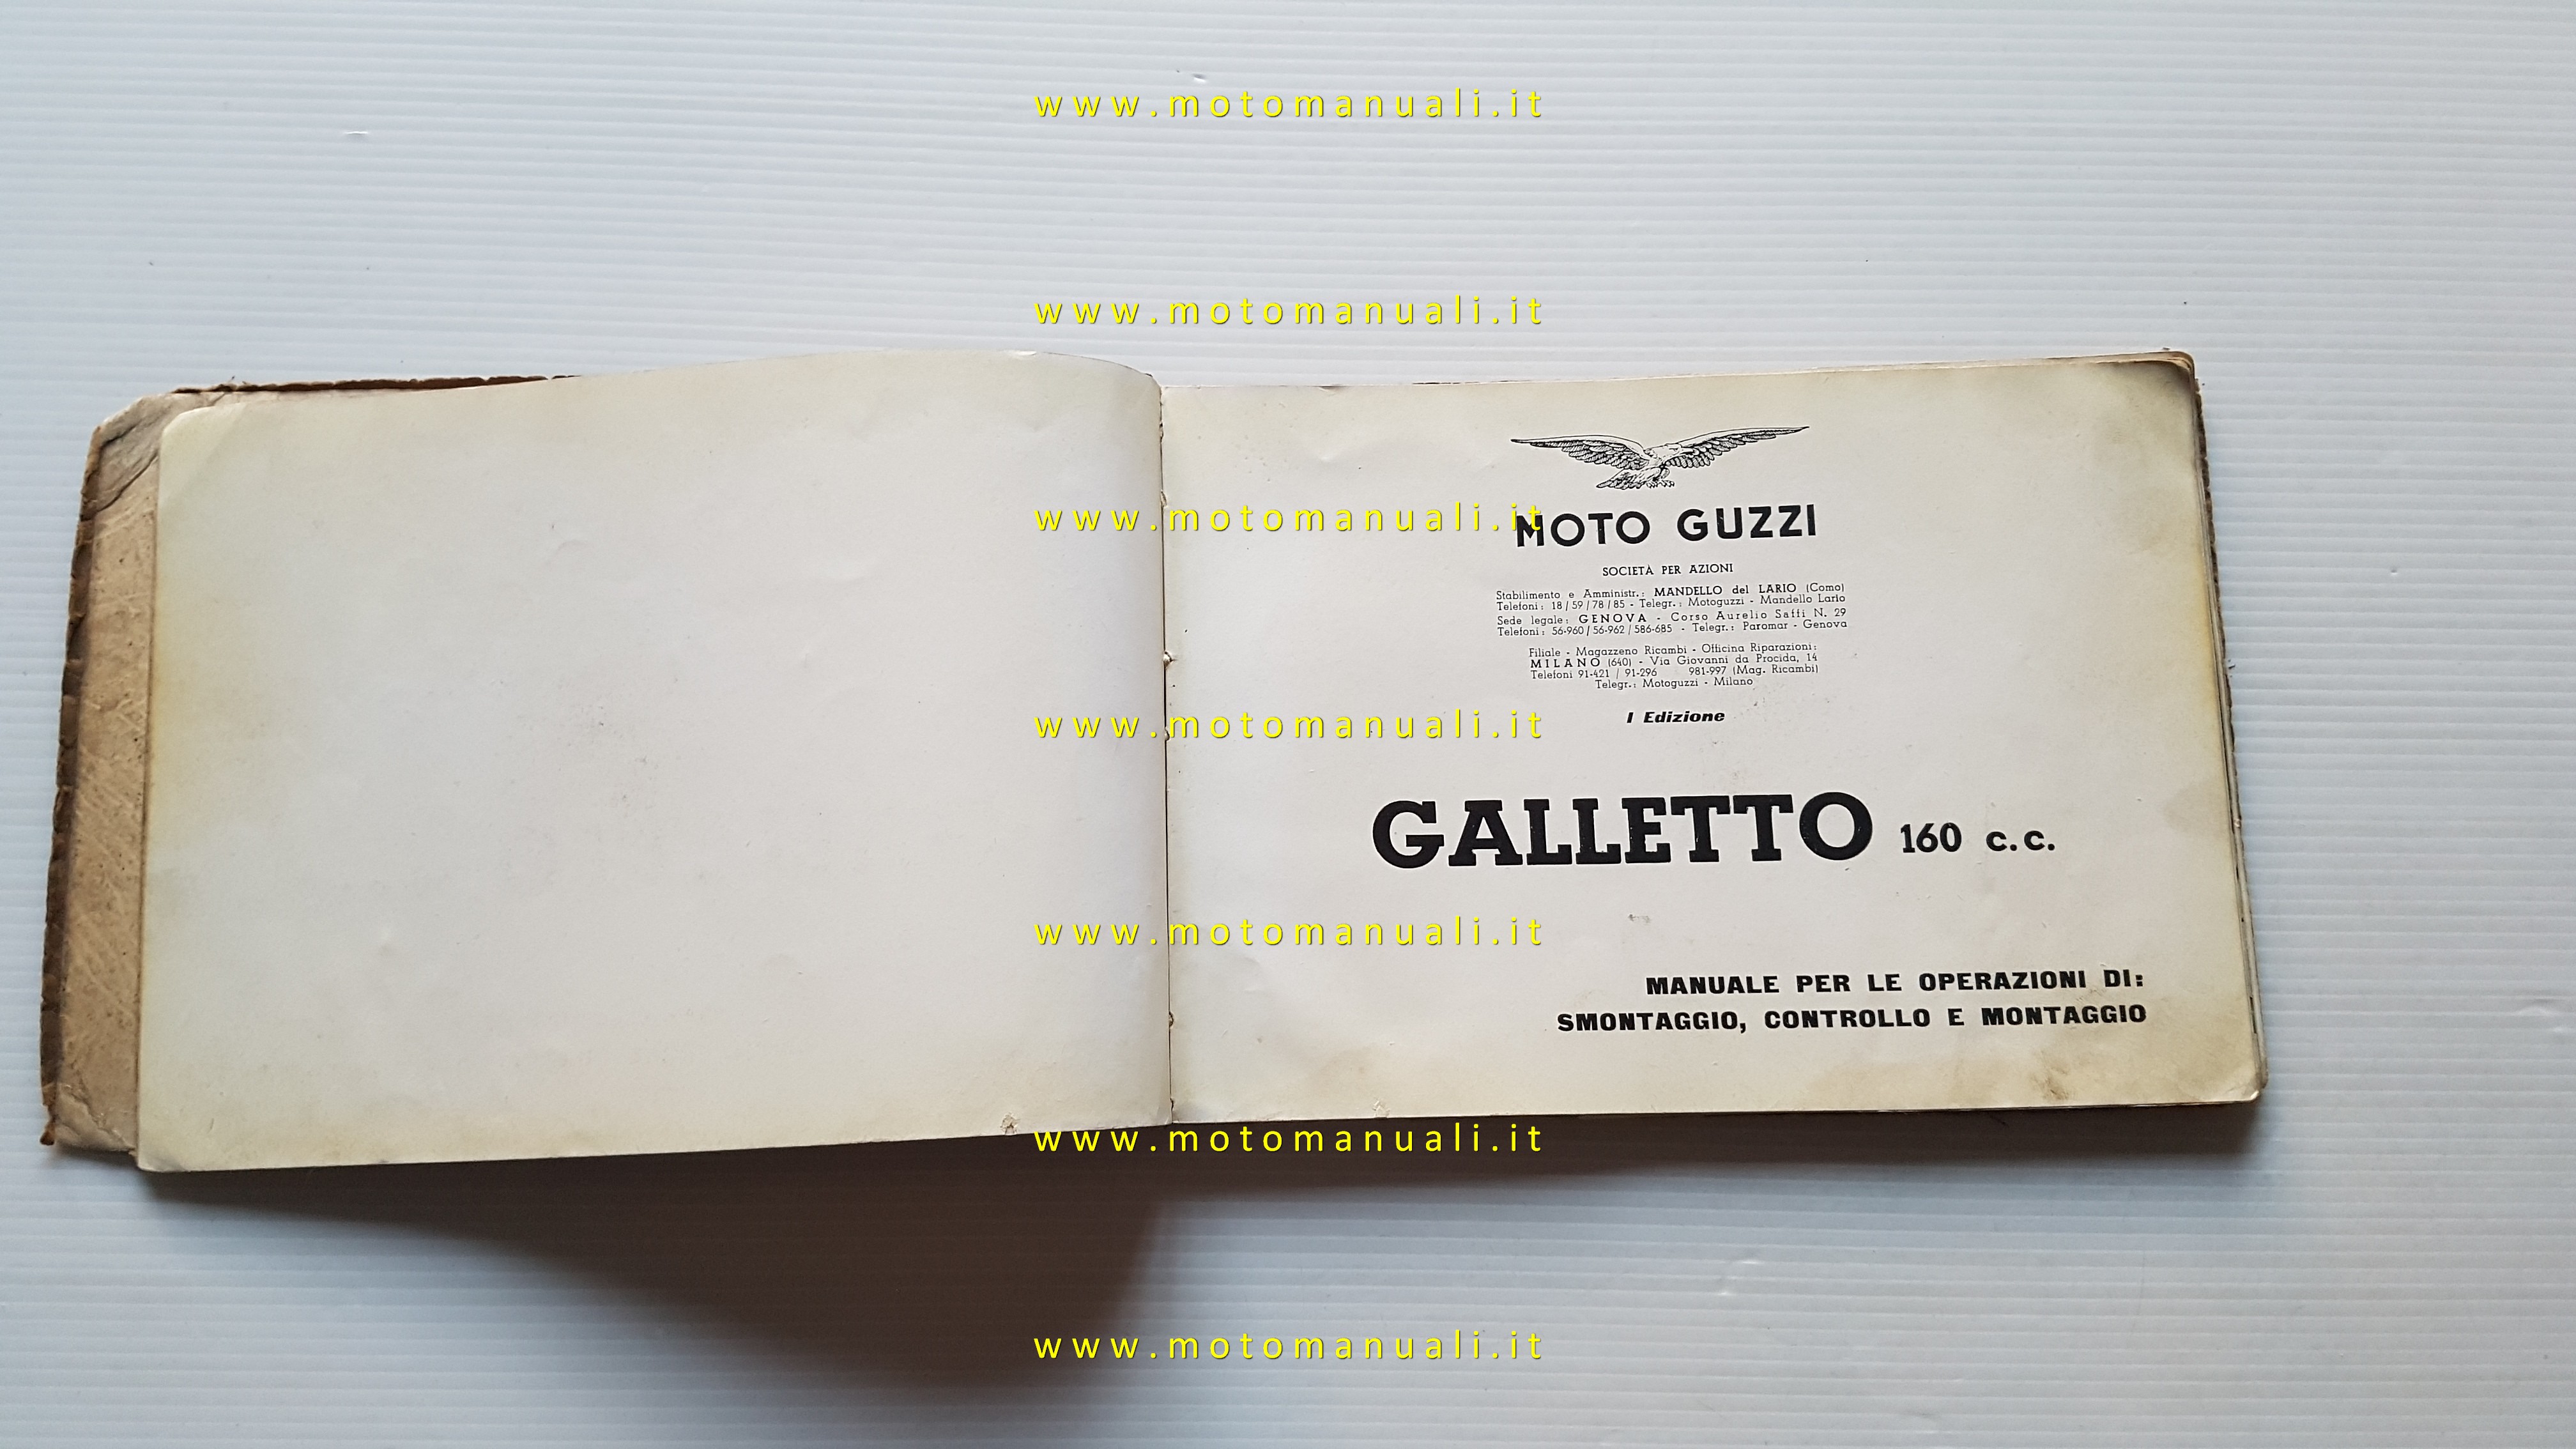 www.motomanuali.it
www.motomanuali.it
www.motomanuali.it
MOTO GUZZI
SOCIETÀ PER AZIONI
Stabilimento e Amministr.: MANDELLO del LARIO (Como)
Telefoni: 18 / 59 / 78 / 85 - Telegr.: Motoguzzi - Mandello Lario
Sede legale: GENOVA - Corso Aurelio Saffi N. 29
Telefoni: 56-960 / 56-962 / 586-685 - Telegr.: Paromar - Genova
Filiale - Magazzeno Ricambi - Officina Riparazioni:
MILANO (640) - Via Giovanni da Procida, 14
Telefoni 91-421 / 91-296 981-997 (Mag. Ricambi)
Telegr.: Motoguzzi - Milano
I Edizione
www.motomanuali.it
GALLETTO 160 c.c.
www.motomanuali.it
MANUALE PER LE OPERAZIONI DI:
SMONTAGGIO, CONTROLLO E MONTAGGIO
www.motomanuali.it
www.motomanuali.it